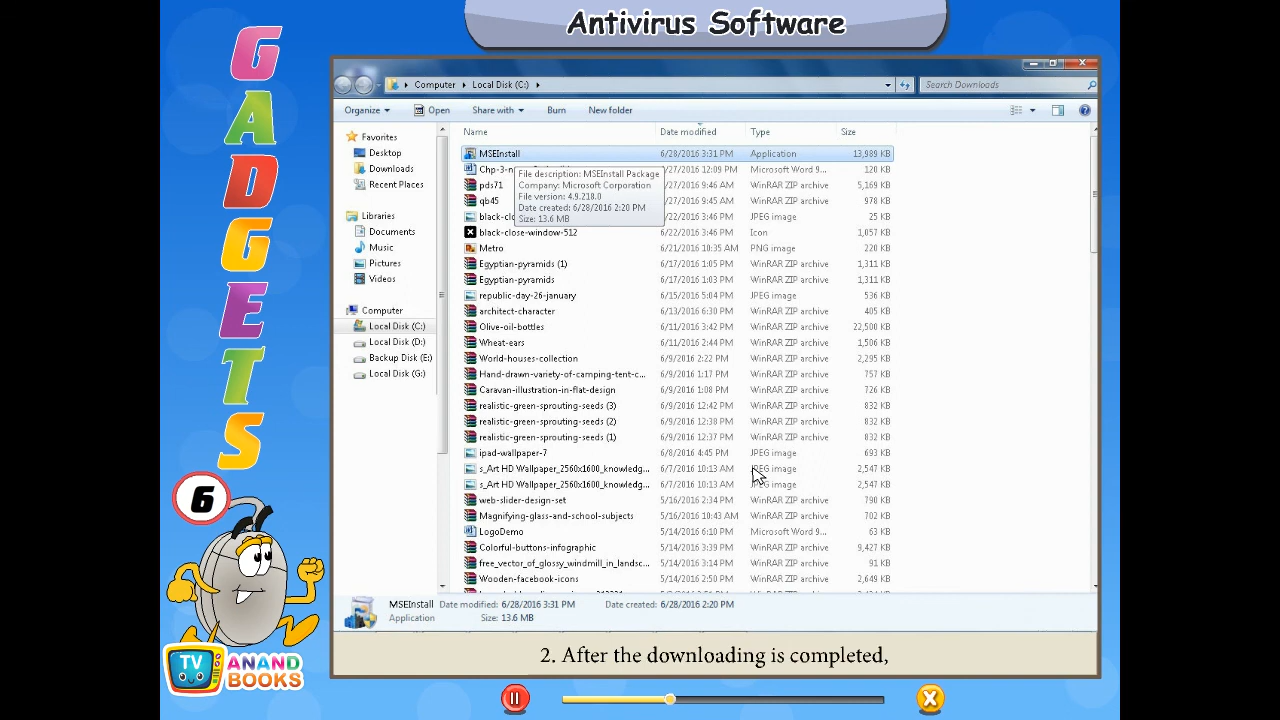 Antivirus Software
GADGETS
6
TV ANAND BOOKS
Computer Local Disk (C:)
Search Downloads
Organize Open Share with Burn New folder
Name Date modified Type Size
Favorites
Desktop
Downloads
Recent Places
Libraries
Documents
Music
Pictures
Videos
Computer
Local Disk (C:)
Local Disk (D:)
Backup Disk (E:)
Local Disk (G:)
MSEInstall 6/28/2016 3:31 PM Application 13,989 KB
Chp-3- /27/2016 12:09 PM Microsoft Word 9... 120 KB
pds71 /27/2016 9:46 AM WinRAR ZIP archive 5,169 KB
qb45 /27/2016 9:45 AM WinRAR ZIP archive 978 KB
black-clo /22/2016 3:46 PM JPEG image 25 KB
black-close-window-512 6/22/2016 3:46 PM Icon 1,057 KB
Metro 6/21/2016 10:35 AM PNG image 220 KB
Egyptian-pyramids (1) 6/17/2016 1:05 PM WinRAR archive 1,311 KB
Egyptian-pyramids 6/17/2016 1:03 PM WinRAR archive 1,311 KB
republic-day-26-january 6/15/2016 5:04 PM JPEG image 536 KB
architect-character 6/13/2016 6:30 PM WinRAR archive 405 KB
Olive-oil-bottles 6/11/2016 3:42 PM WinRAR ZIP archive 22,500 KB
Wheat-ears 6/11/2016 2:44 PM WinRAR ZIP archive 1,506 KB
World-houses-collection 6/9/2016 2:22 PM WinRAR ZIP archive 2,295 KB
Hand-drawn-variety-of-camping-tent-c... 6/9/2016 1:17 PM WinRAR ZIP archive 757 KB
Caravan-illustration-in-flat-design 6/9/2016 1:08 PM WinRAR ZIP archive 726 KB
realistic-green-sprouting-seeds (3) 6/9/2016 12:42 PM WinRAR ZIP archive 832 KB
realistic-green-sprouting-seeds (2) 6/9/2016 12:38 PM WinRAR ZIP archive 832 KB
realistic-green-sprouting-seeds (1) 6/9/2016 12:37 PM WinRAR ZIP archive 832 KB
ipad-wallpaper-7 6/8/2016 4:45 PM JPEG image 693 KB
s_Art HD Wallpaper_2560x1600_knowledg... 6/7/2016 10:13 AM JPEG image 2,547 KB
s_Art HD Wallpaper_2560x1600_knowledg... 6/7/2016 10:13 AM JPEG image 2,547 KB
web-slider-design-set 5/16/2016 2:34 PM WinRAR ZIP archive 790 KB
Magnifying-glass-and-school-subjects 5/16/2016 10:43 AM WinRAR ZIP archive 702 KB
LogoDemo 5/14/2016 6:10 PM Microsoft Word 9... 63 KB
Colorful-buttons-infographic 5/14/2016 3:39 PM WinRAR ZIP archive 9,427 KB
free_vector_of_glossy_windmill_in_landsc... 5/14/2016 3:14 PM WinRAR ZIP archive 91 KB
Wooden-facebook-icons 5/14/2016 2:50 PM WinRAR ZIP archive 2,649 KB
File description: MSEInstall Package
Company: Microsoft Corporation
File version: 4.9.218.0
Date created: 6/28/2016 2:20 PM
Size: 13.6 MB
MSEInstall Date modified: 6/28/2016 3:31 PM Date created: 6/28/2016 2:20 PM
Application Size: 13.6 MB
2. After the downloading is completed,